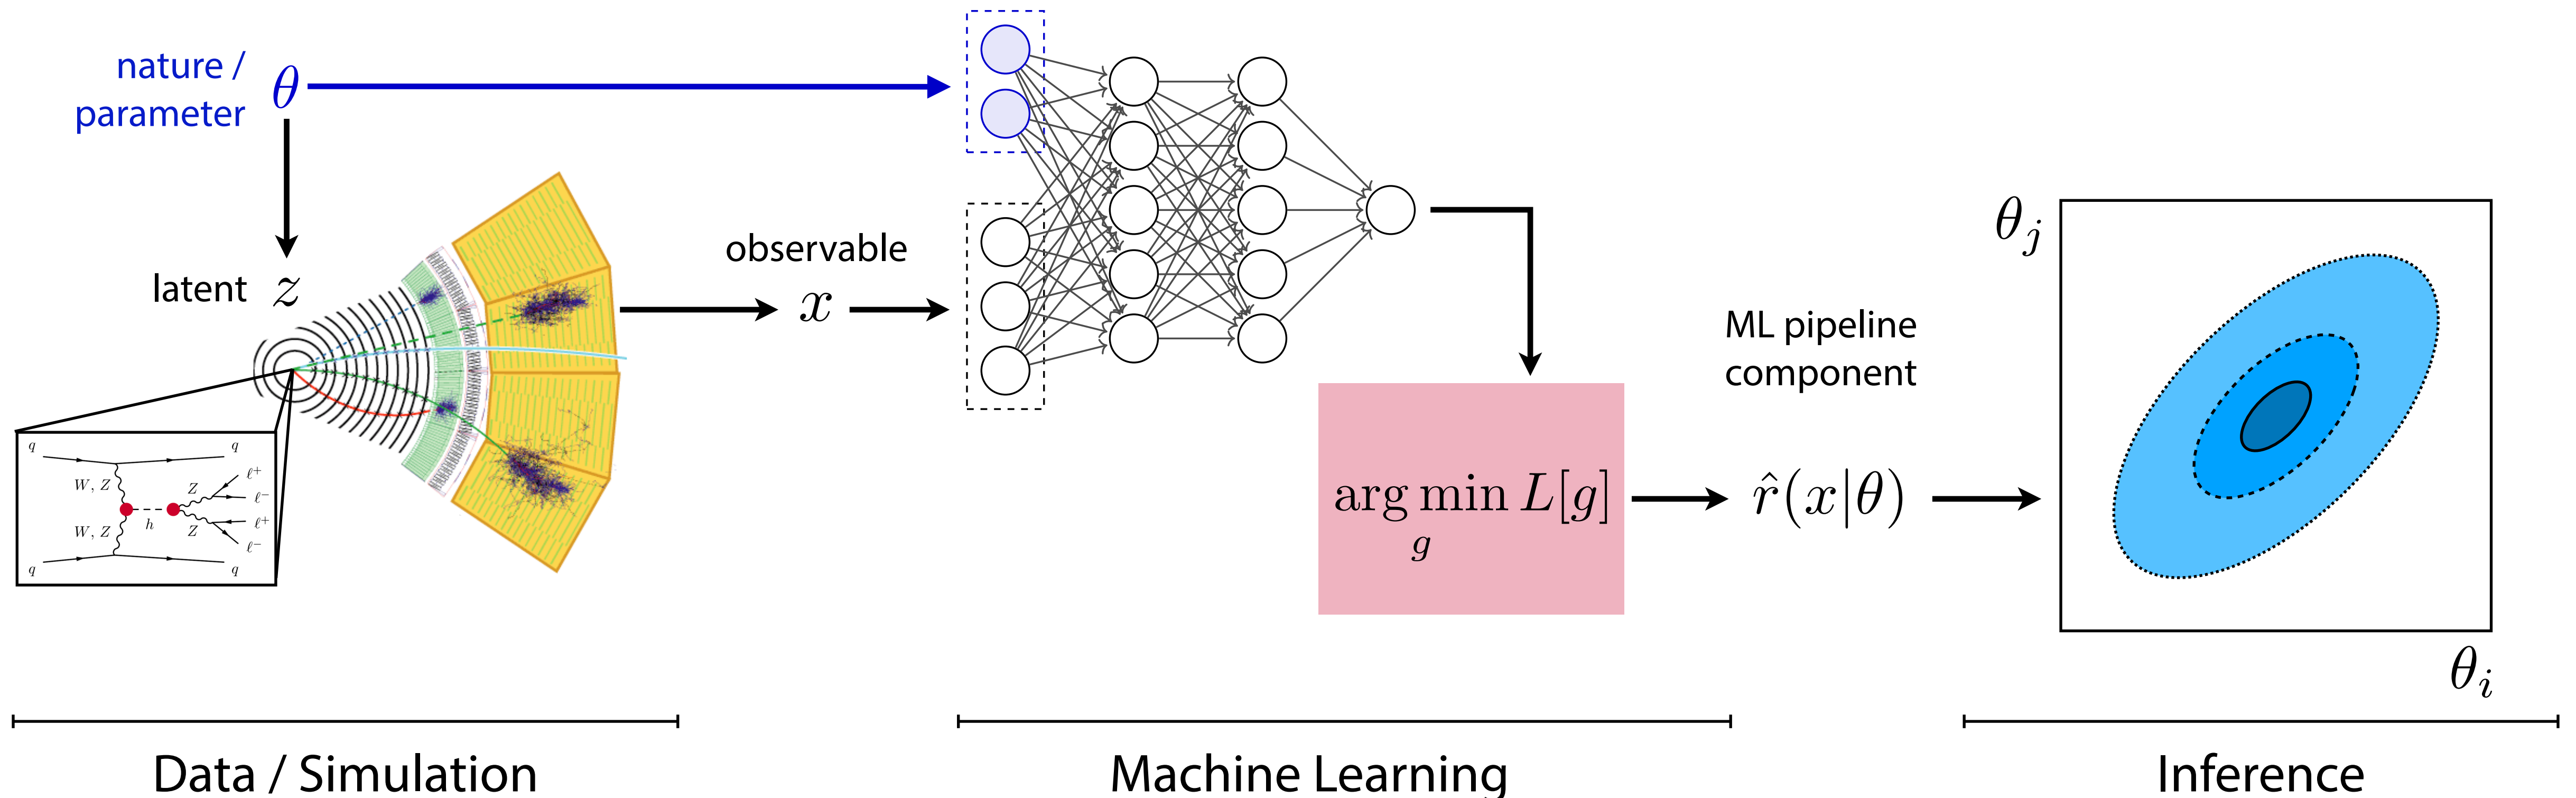 nature /
parameter θ
latent z
observable
x
q q
W, Z Z ℓ+
ℓ−
h
W, Z Z ℓ+
ℓ−
q q
arg min L[g]
g
ML pipeline
component
r̂(x|θ)
θj
θi
Data / Simulation
Machine Learning
Inference